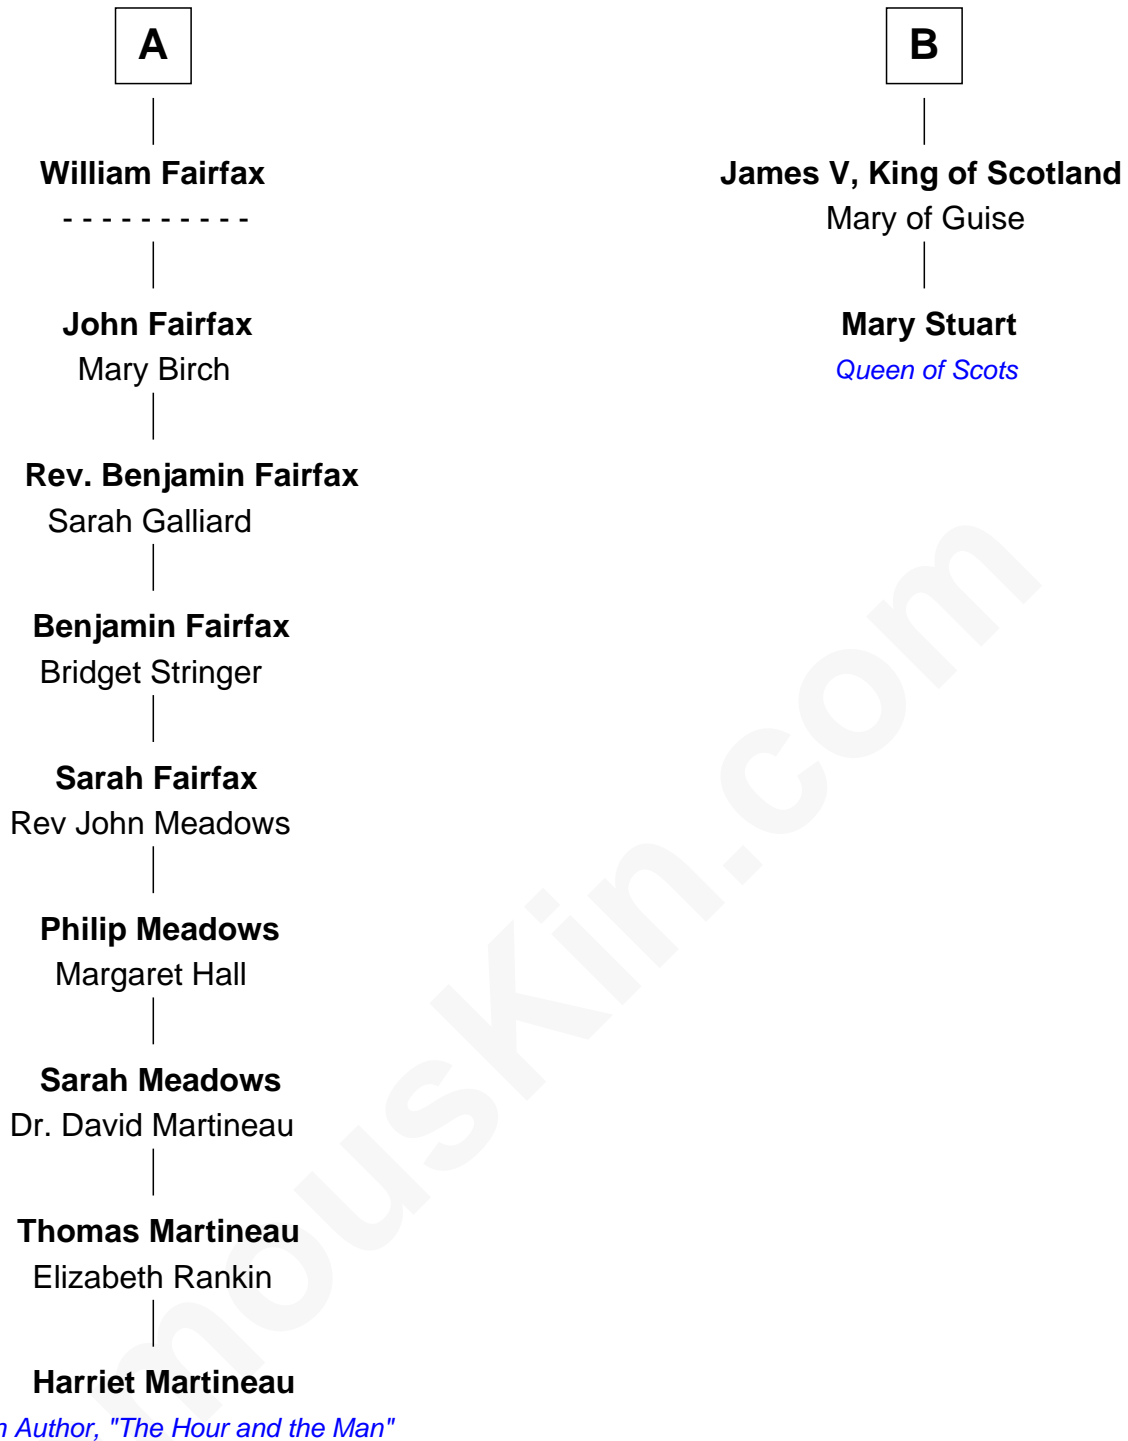 A
William Fairfax
- - - - - - - - - -
John Fairfax
Mary Birch
Rev. Benjamin Fairfax
Sarah Galliard
Benjamin Fairfax
Bridget Stringer
Sarah Fairfax
Rev John Meadows
Philip Meadows
Margaret Hall
Sarah Meadows
Dr. David Martineau
Thomas Martineau
Elizabeth Rankin
Harriet Martineau
Author, "The Hour and the Man"
B
James V, King of Scotland
Mary of Guise
Mary Stuart
Queen of Scots
mousKin.com